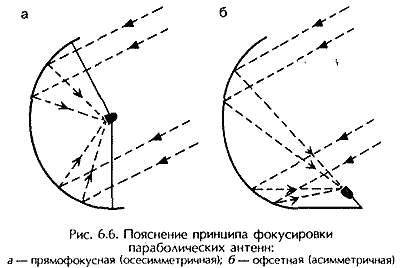 а
б
Рис. 6.6. Пояснение принципа фокусировки
параболических антенн:
а — прямофокусная (осесимметричная); б — офсетная (асимметричная)